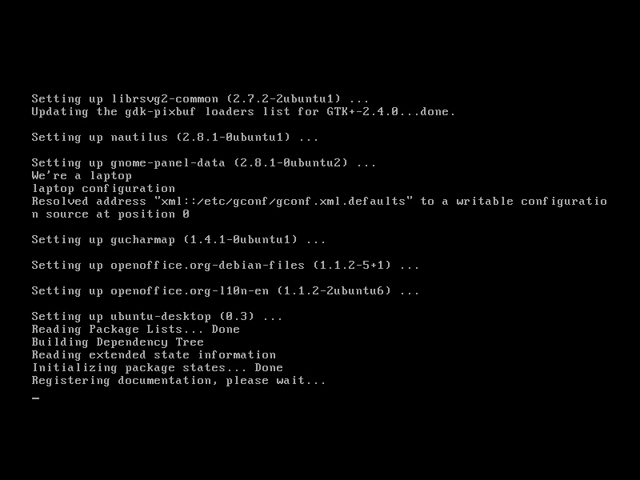 Setting up librsvg2-common (2.7.2-2ubuntu1) ...
Updating the gdk-pixbuf loaders list for GTK+-2.4.0...done.
Setting up nautilus (2.8.1-0ubuntu1) ...
Setting up gnome-panel-data (2.8.1-0ubuntu2) ...
We're a laptop
laptop configuration
Resolved address "xml::/etc/gconf/gconf.xml.defaults" to a writable configuratio
n source at position 0
Setting up gucharmap (1.4.1-0ubuntu1) ...
Setting up openoffice.org-debian-files (1.1.2-5+1) ...
Setting up openoffice.org-l10n-en (1.1.2-2ubuntu6) ...
Setting up ubuntu-desktop (0.3) ...
Reading Package Lists... Done
Building Dependency Tree
Reading extended state information
Initializing package states... Done
Registering documentation, please wait...
_